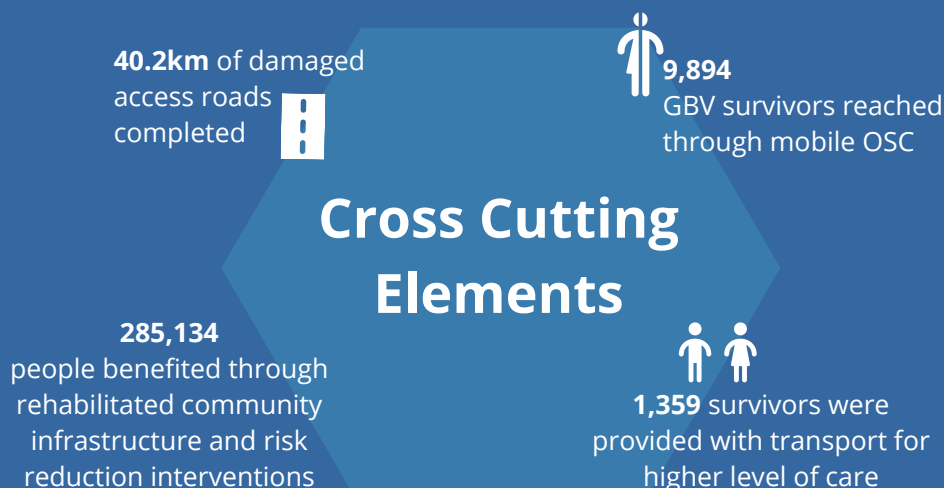 40.2km of damaged
access roads
completed
9,894
GBV survivors reached
through mobile OSC
Cross Cutting
Elements
285,134
people benefited through
rehabilitated community
infrastructure and risk
reduction interventions
1,359 survivors were
provided with transport for
higher level of care